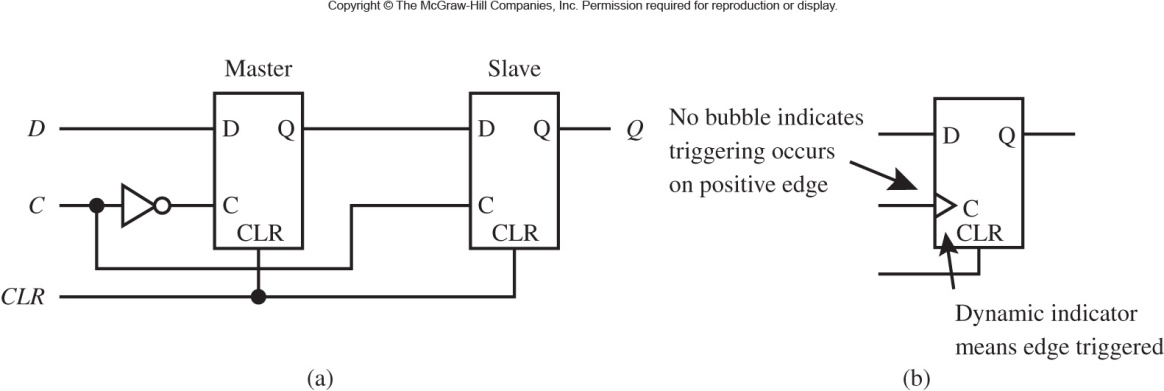 Copyright © The McGraw-Hill Companies, Inc. Permission required for reproduction or display.
Master
Slave
D
D
Q
D
Q
Q
C
C
C
CLR
CLR
CLR
(a)
No bubble indicates
triggering occurs
on positive edge
D
Q
C
CLR
Dynamic indicator
means edge triggered
(b)